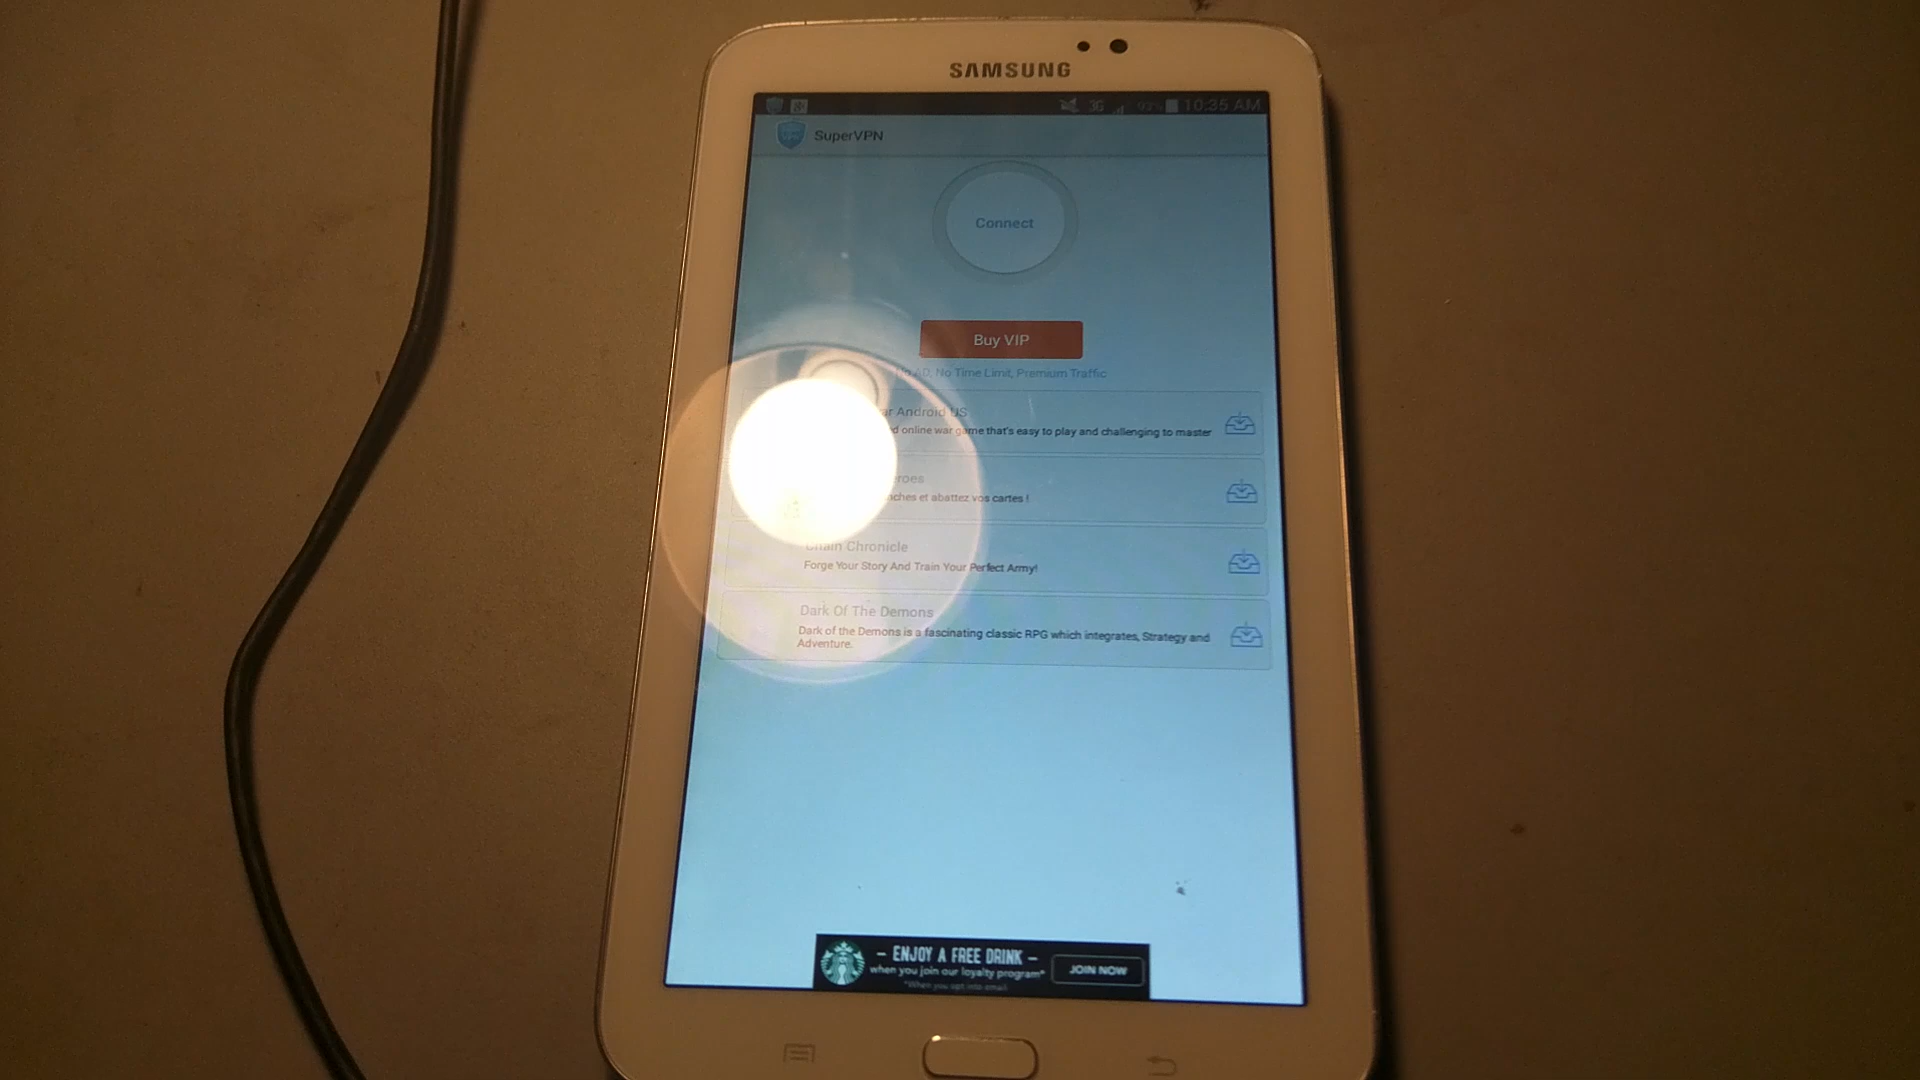 SAMSUNG
3G 92% 10:35 AM
SuperVPN
Connect
Buy VIP
AD, No Time Limit, Premium Traffic
Android US
online war game that's easy to play and challenging to master
et abattez vos cartes !
Chain Chronicle
Forge Your Story And Train Your Perfect Army!
Dark Of The Demons
Dark of the Demons is a fascinating classic RPG which integrates, Strategy and
Adventure.
– ENJOY A FREE DRINK –
when you join our loyalty program*
JOIN NOW
*When you opt into email